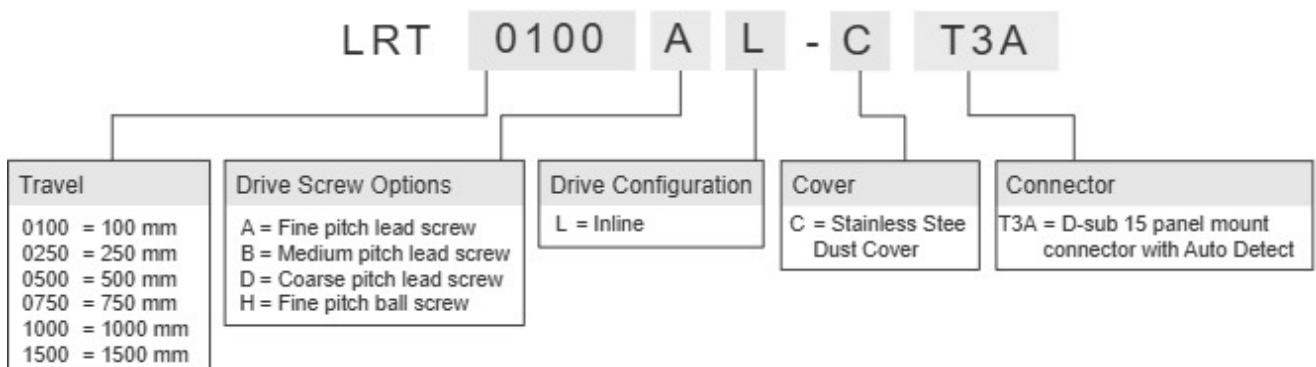 LRT 0100 A L - C T3A
Travel
0100 = 100 mm
0250 = 250 mm
0500 = 500 mm
0750 = 750 mm
1000 = 1000 mm
1500 = 1500 mm
Drive Screw Options
A = Fine pitch lead screw
B = Medium pitch lead screw
D = Coarse pitch lead screw
H = Fine pitch ball screw
Drive Configuration
L = Inline
Cover
C = Stainless Stee
Dust Cover
Connector
T3A = D-sub 15 panel mount
connector with Auto Detect